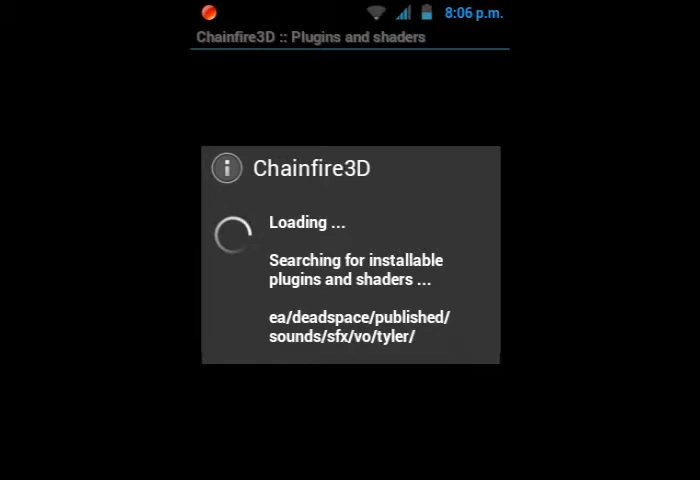 8:06 p.m.
Chainfire3D :: Plugins and shaders
Chainfire3D
Loading ...
Searching for installable
plugins and shaders ...
ea/deadspace/published/
sounds/sfx/vo/tyler/